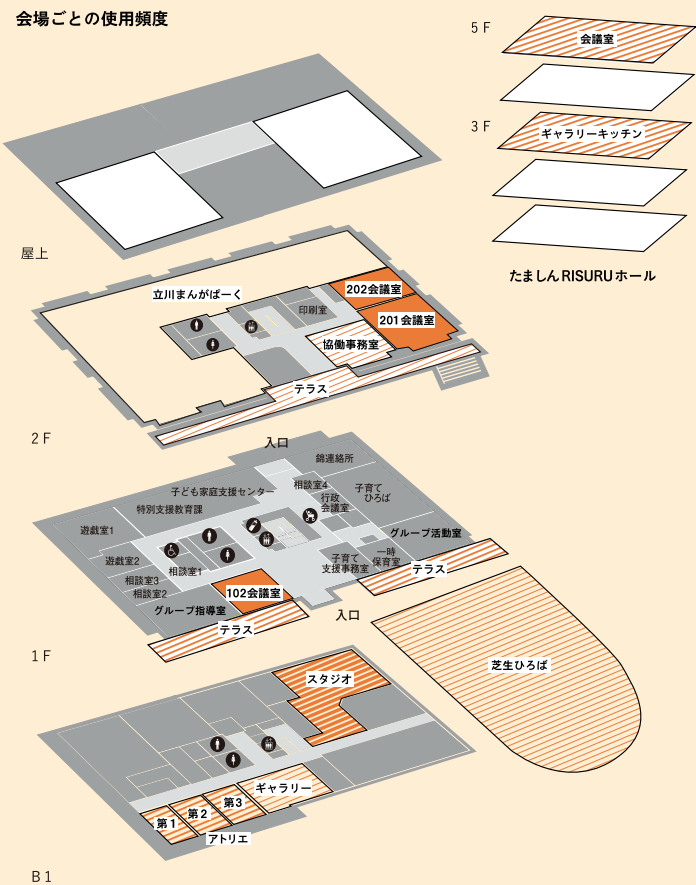 会場ごとの使用頻度
5F
会議室
3F
ギャラリーキッチン
たましんRISURUホール
屋上
立川まんがぱーく
印刷室
202会議室
201会議室
協働事務室
テラス
2F
入口
錦連絡所
子ども家庭支援センター
相談室4
特別支援教育課
行政
会議室
子育て
ひろば
遊戯室1
グループ活動室
遊戯室2
相談室1
子育て
支援事務室
一時
保育室
相談室3
相談室2
102会議室
テラス
グループ指導室
テラス
入口
1F
芝生ひろば
スタジオ
ギャラリー
第3
第2
第1
アトリエ
B1